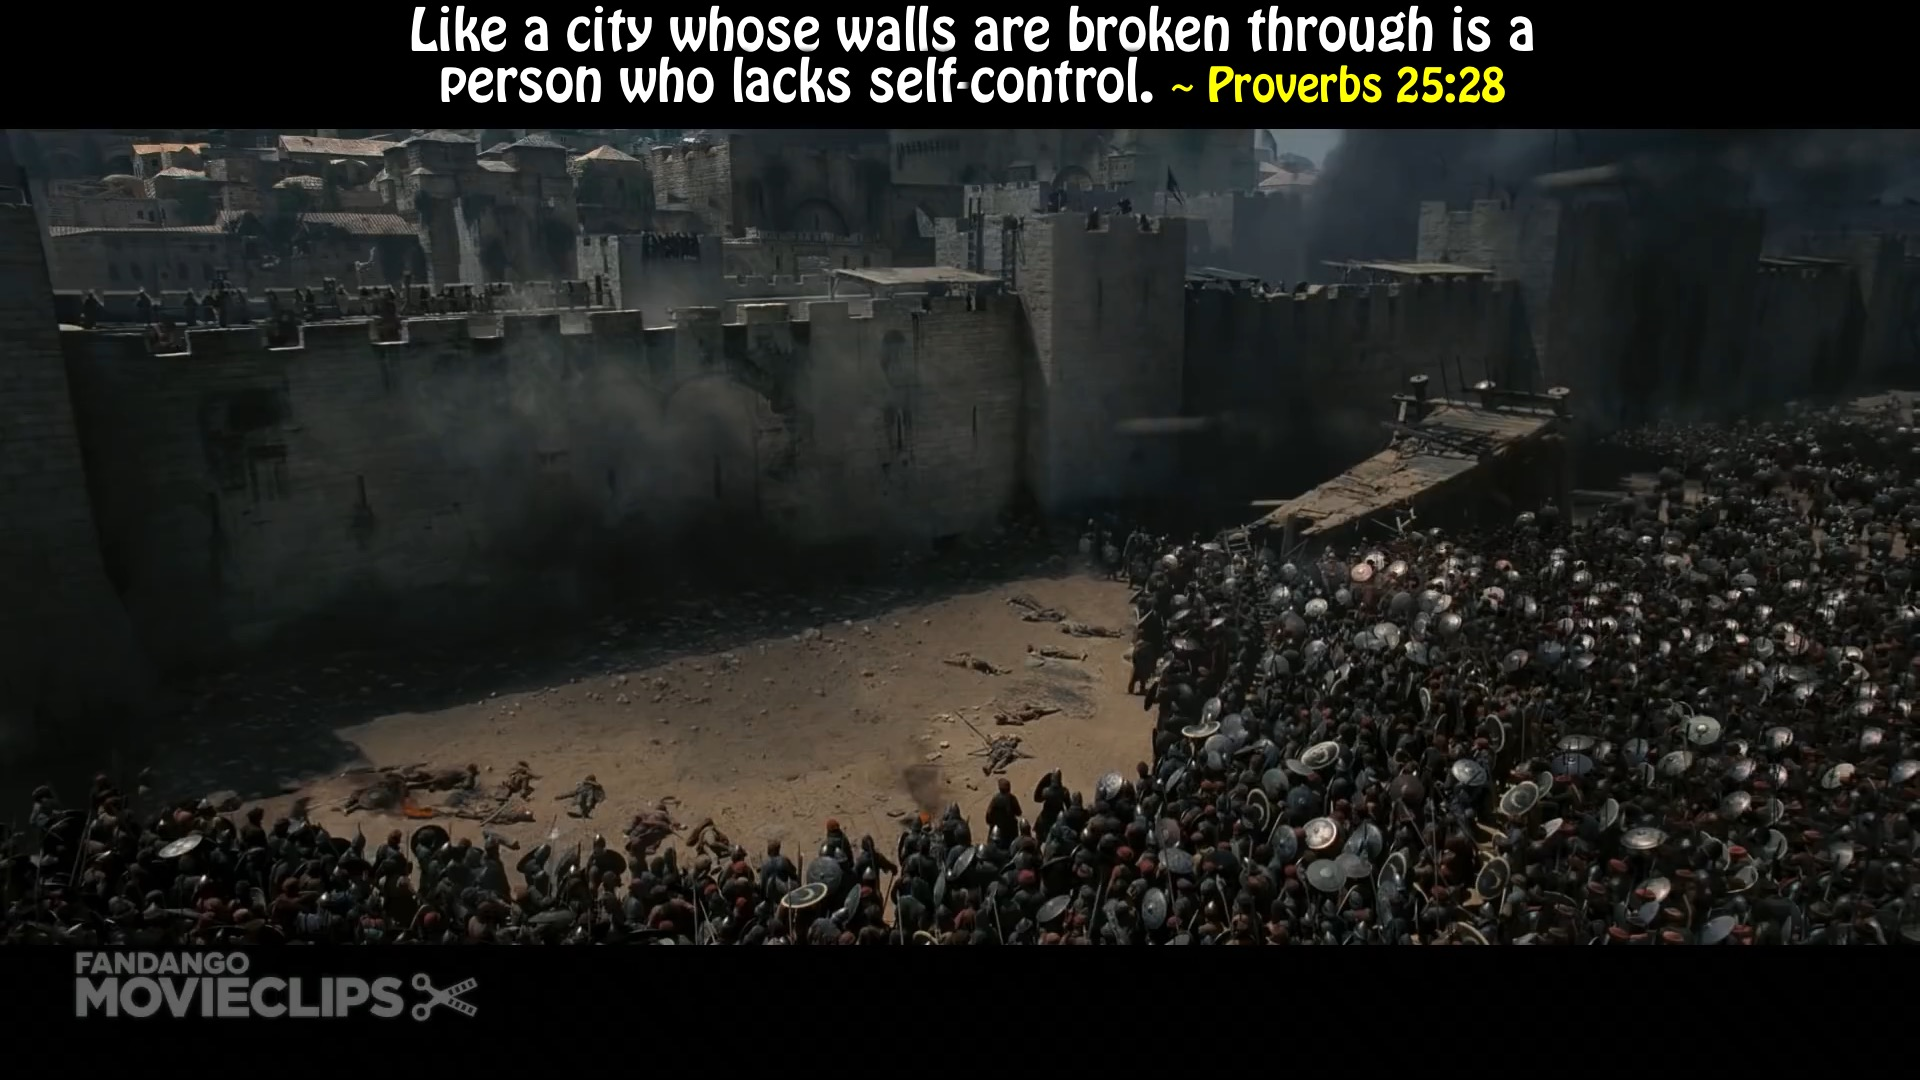 Like a city whose walls are broken through is a
person who lacks self-control. ~ Proverbs 25:28
FANDANGO
MOVIECLIPS